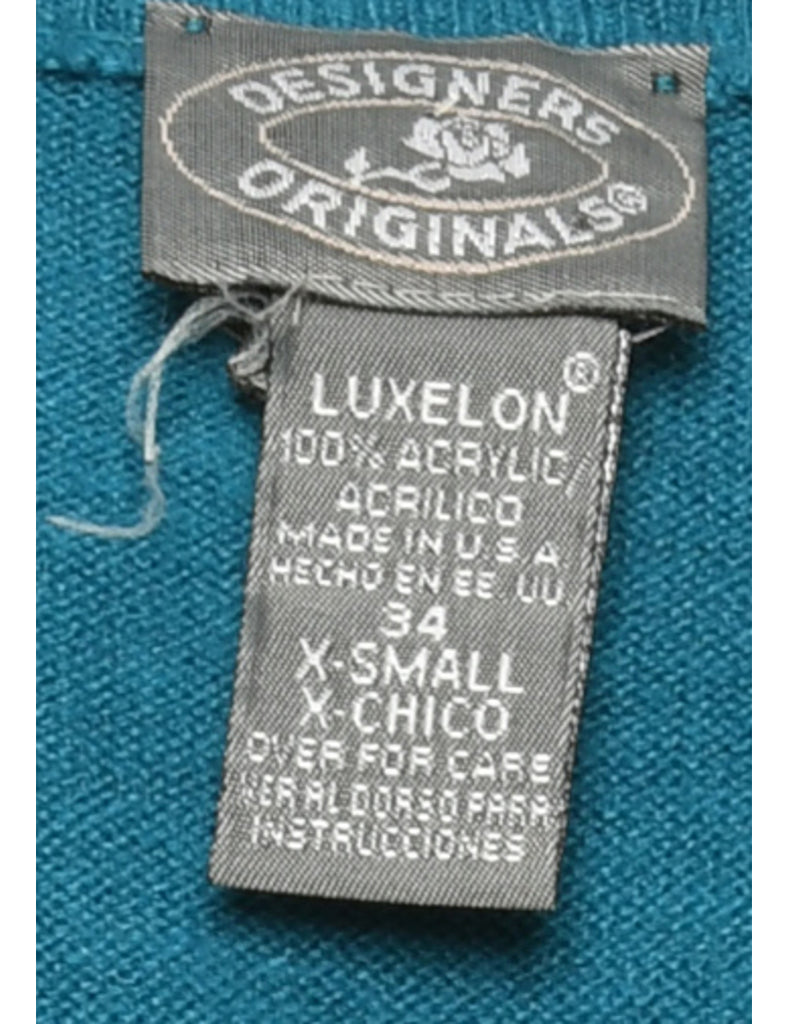 DESIGNERS
ORIGINALS®
LUXELON®
100% ACRYLIC/
ACRILICO
MADE IN U.S.A
HECHO EN EE. UU.
34
X-SMALL
X-CHICO
OVER FOR CARE
VER AL DORSO PARA
INSTRUCCIONES